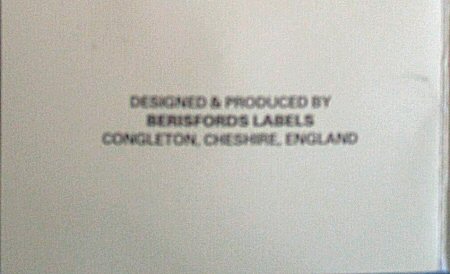 DESIGNED & PRODUCED BY
BERISFORDS LABELS
CONGLETON, CHESHIRE, ENGLAND